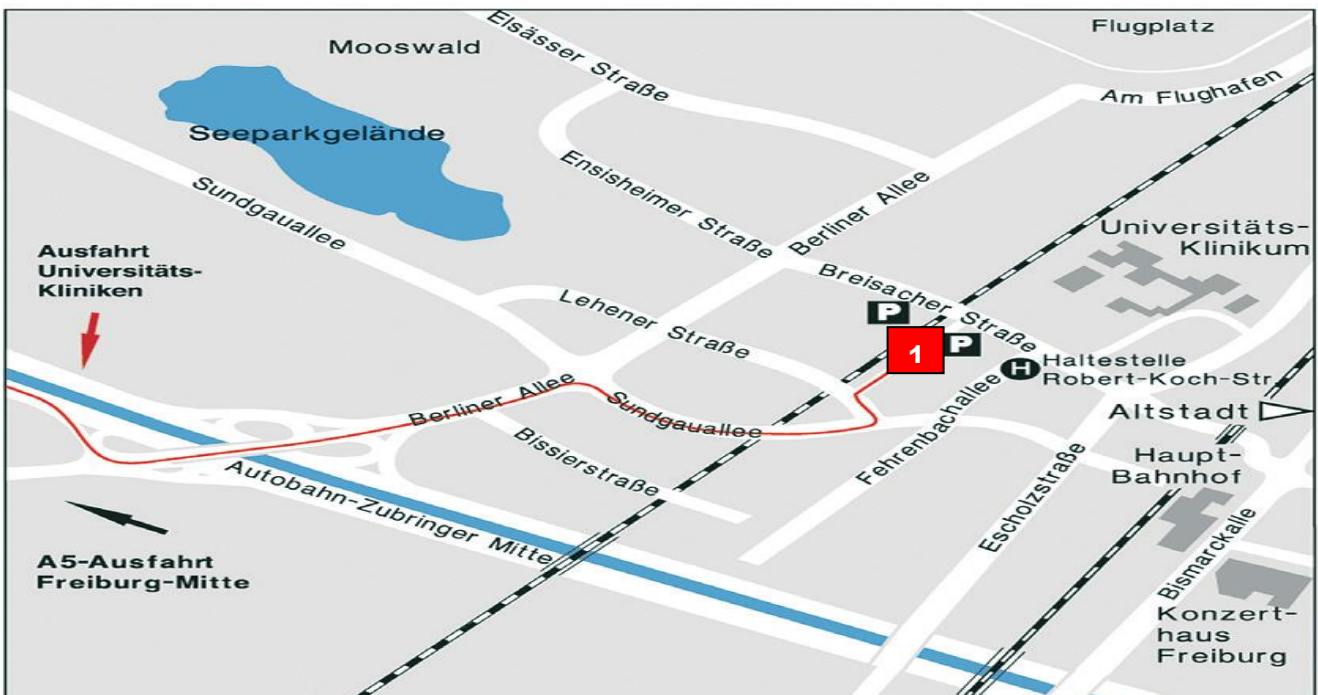 Flugplatz
Elsässer Straße
Mooswald
Am Flughafen
Seeparkgelände
Ensisheimer Straße
Berliner Allee
Sundgauallee
Universitäts-
Klinikum
Ausfahrt
Universitäts-
Kliniken
Breisacher Straße
Lehener Straße
P
1
P
H
Haltestelle
Robert-Koch-Str
Berliner Allee
Sundgauallee
Altstadt
Bissierstraße
Fehrenbachallee
Haupt-
Bahnhof
Autobahn-Zubringer Mitte
Escholzstraße
A5-Ausfahrt
Freiburg-Mitte
Bismarckalle
Konzert-
haus
Freiburg